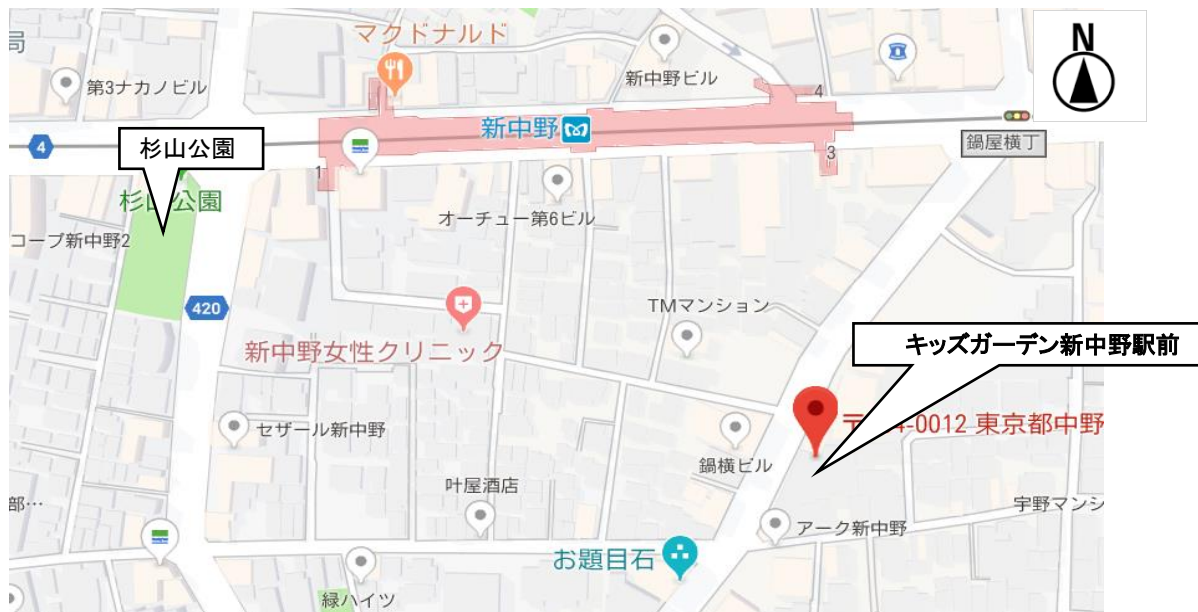 マクドナルド
N
局
第3ナカノビル
新中野ビル
4
4
新中野
杉山公園
鍋屋横丁
3
1
杉山公園
オーチュー第6ビル
コープ新中野2
420
TMマンション
新中野女性クリニック
キッズガーデン新中野駅前
-0012 東京都中野
セザール新中野
鍋横ビル
叶屋酒店
部…
宇野マンシ
アーク新中野
お題目石
緑ハイツ